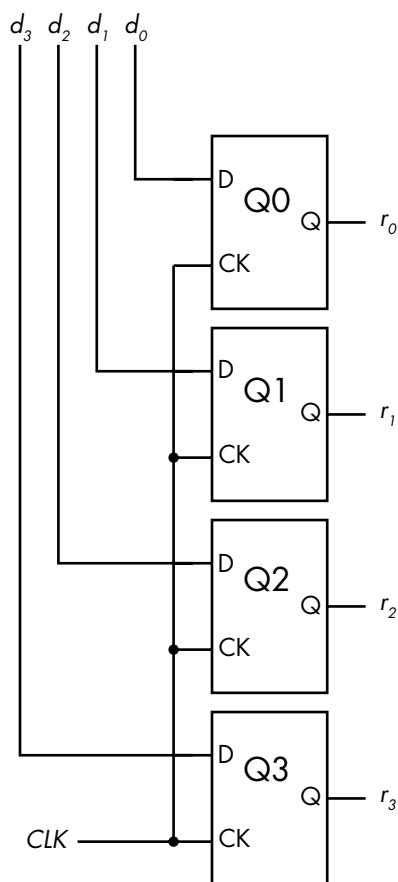 d₃ d₂ d₁ d₀
D
Q0
Q r₀
CK
D
Q1
Q r₁
CK
D
Q2
Q r₂
CK
D
Q3
Q r₃
CLK CK